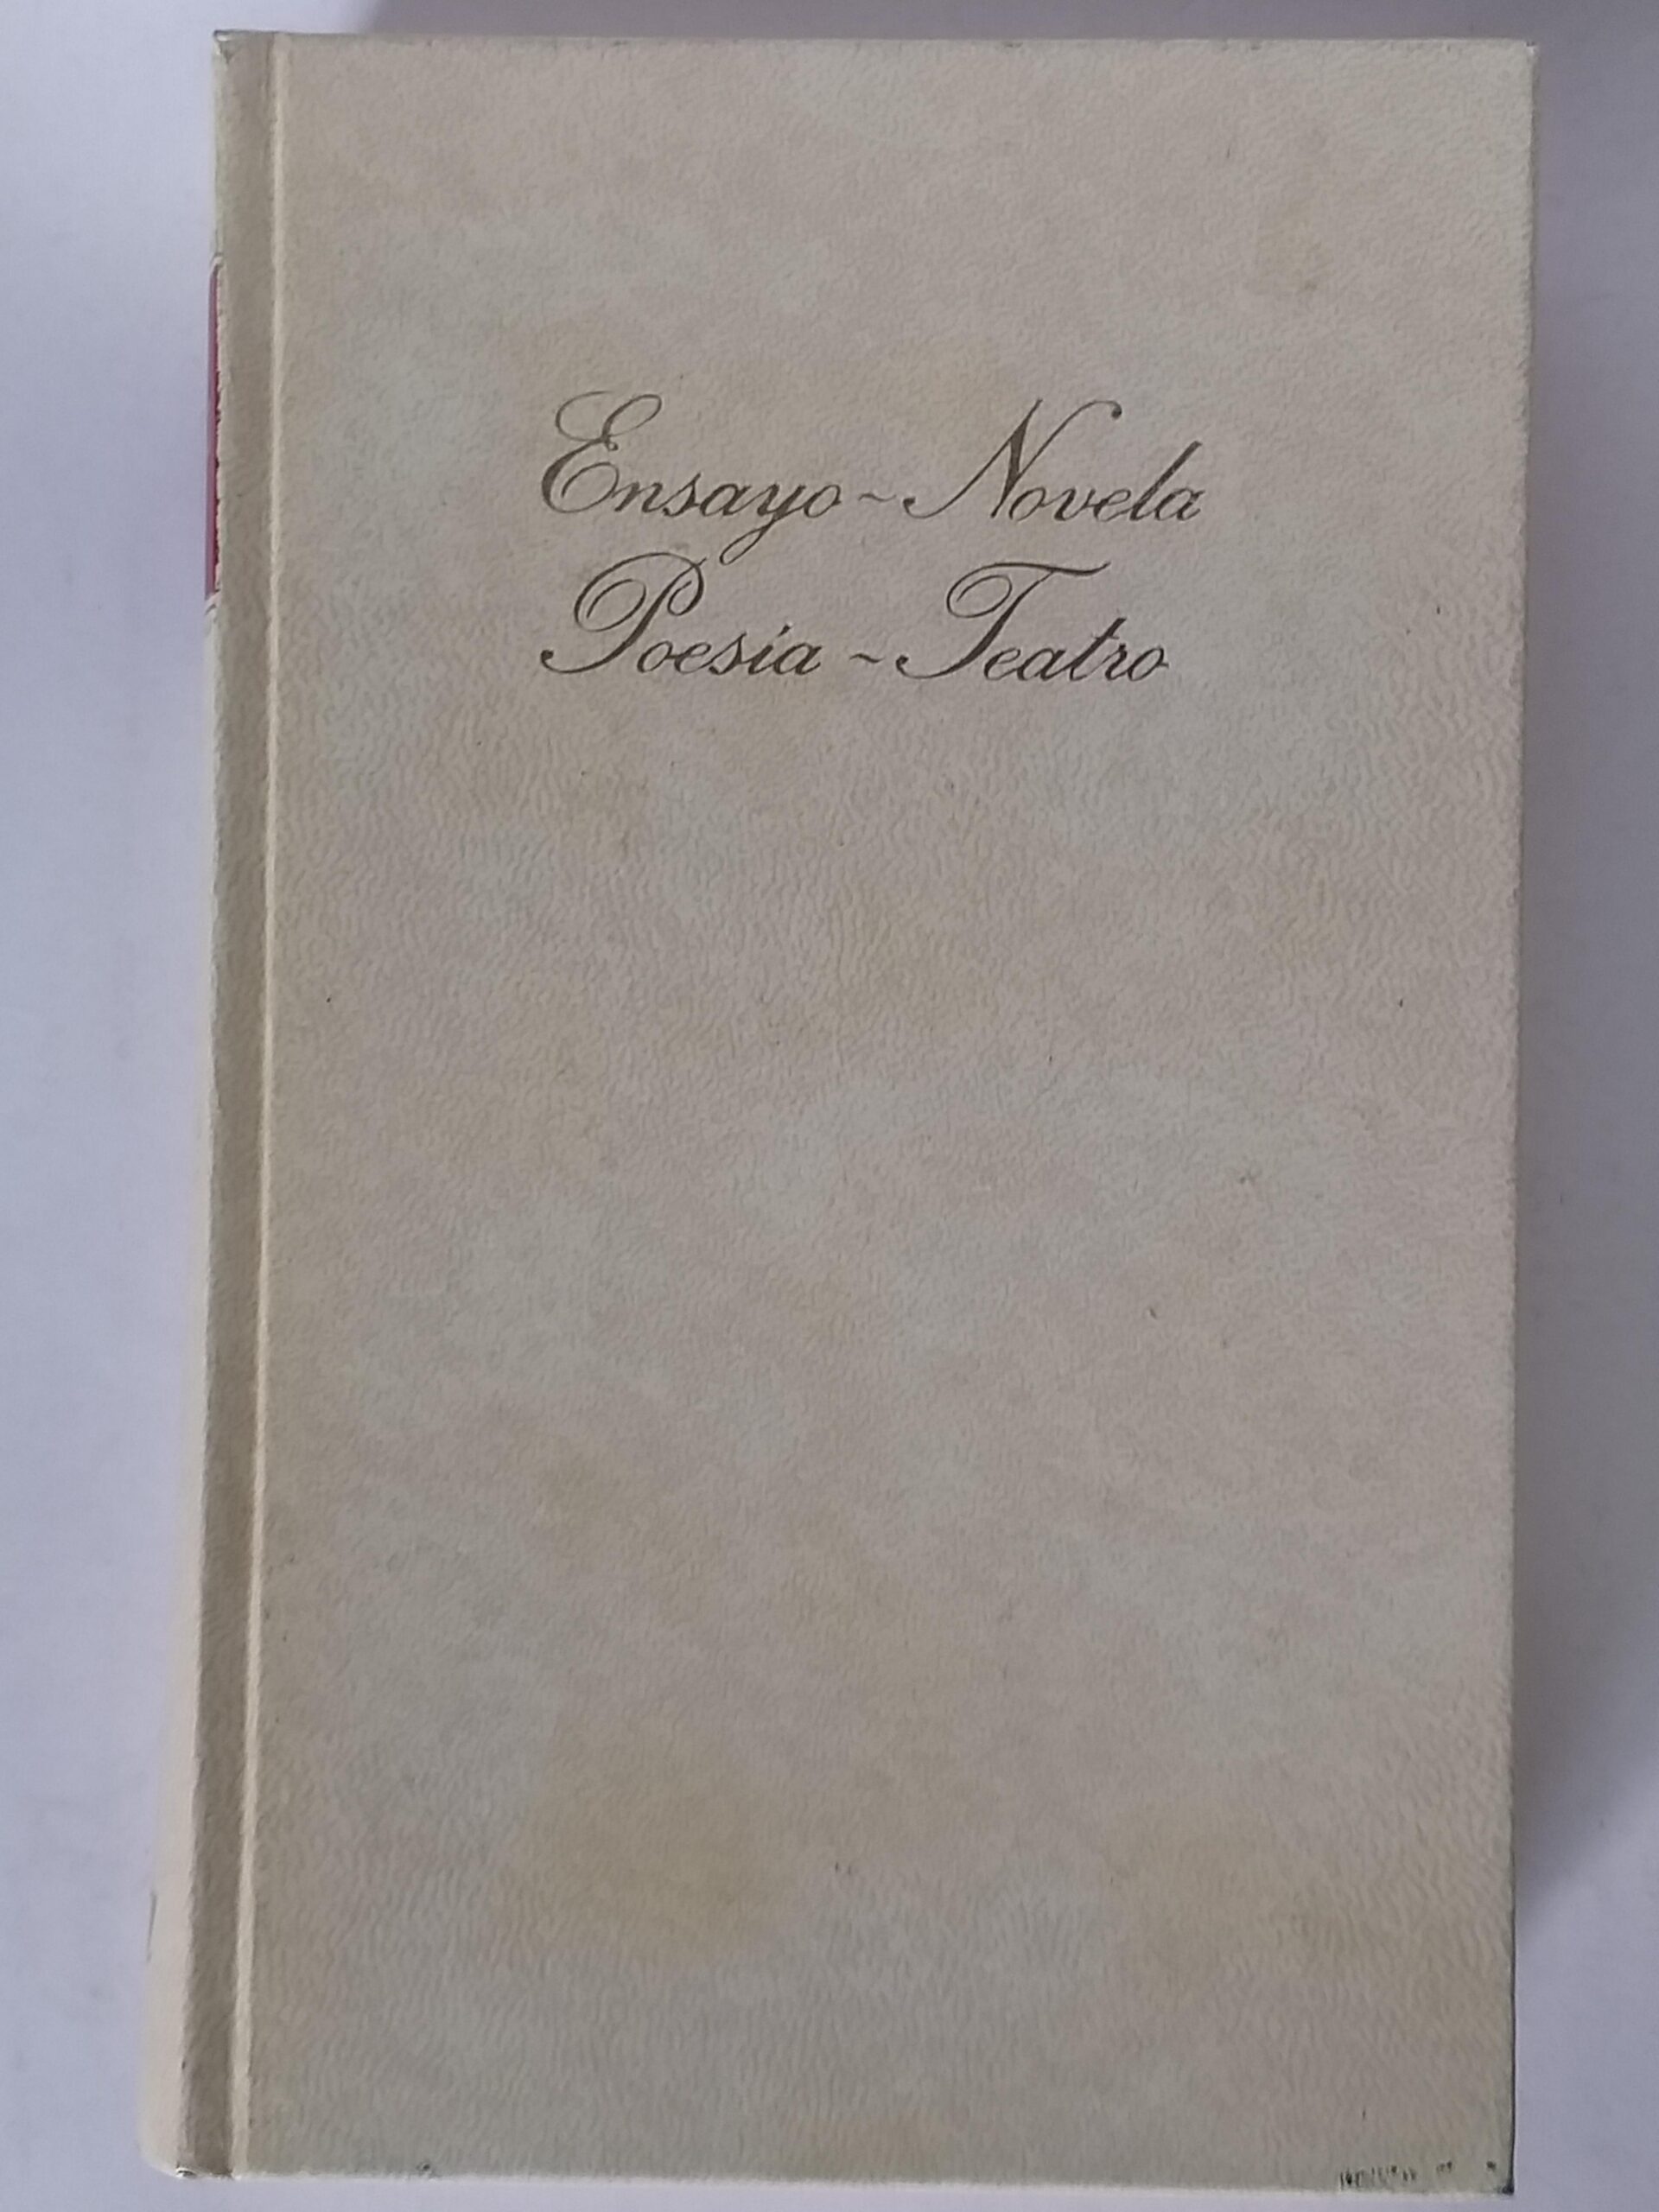 Ensayo ~ Novela
Poesía ~ Teatro